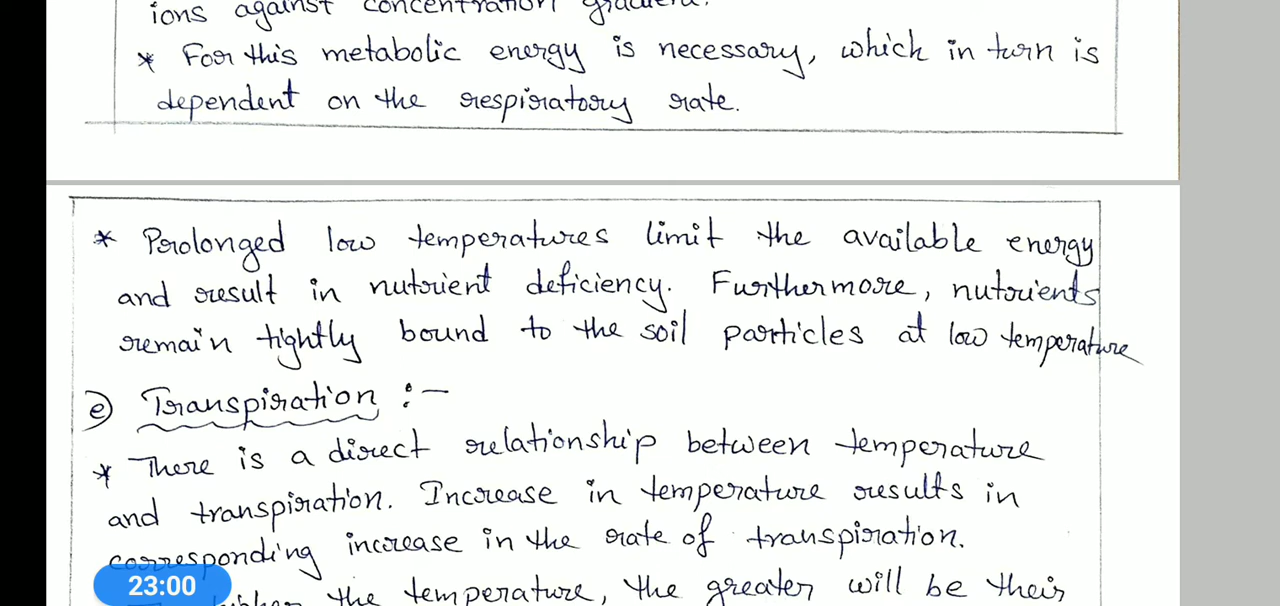 ions against concentration gradient.
* For this metabolic energy is necessary, which in turn is
dependent on the respiratory rate.
* Prolonged low temperatures limit the available energy
and result in nutrient deficiency. Furthermore, nutrients
remain tightly bound to the soil particles at low temperature
e) Transpiration :-
* There is a direct relationship between temperature
and transpiration. Increase in temperature results in
corresponding increase in the rate of transpiration.
the temperature, the greater will be their
23:00